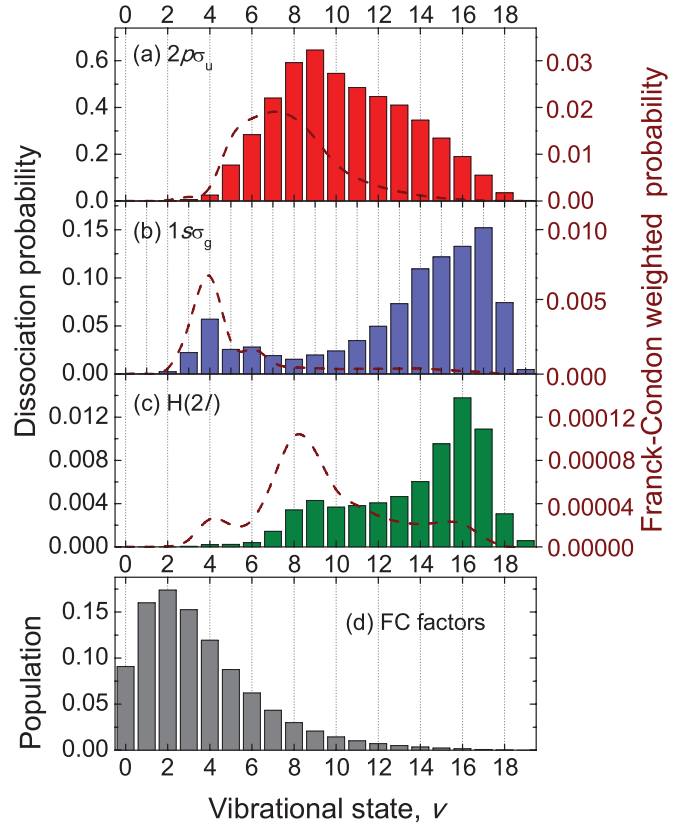 0 2 4 6 8 10 12 14 16 18
(a) 2pσu
0.6
0.4
0.2
0.0
0.03
0.02
0.01
0.00
(b) 1sσg
0.15
0.10
0.05
0.00
0.010
0.005
0.000
(c) H(2l)
0.012
0.008
0.004
0.000
0.00012
0.00008
0.00004
0.00000
Dissociation probability
Franck-Condon weighted probability
0 2 4 6 8 10 12 14 16 18
(d) FC factors
0.15
0.10
0.05
0.00
Population
0 2 4 6 8 10 12 14 16 18
Vibrational state, v